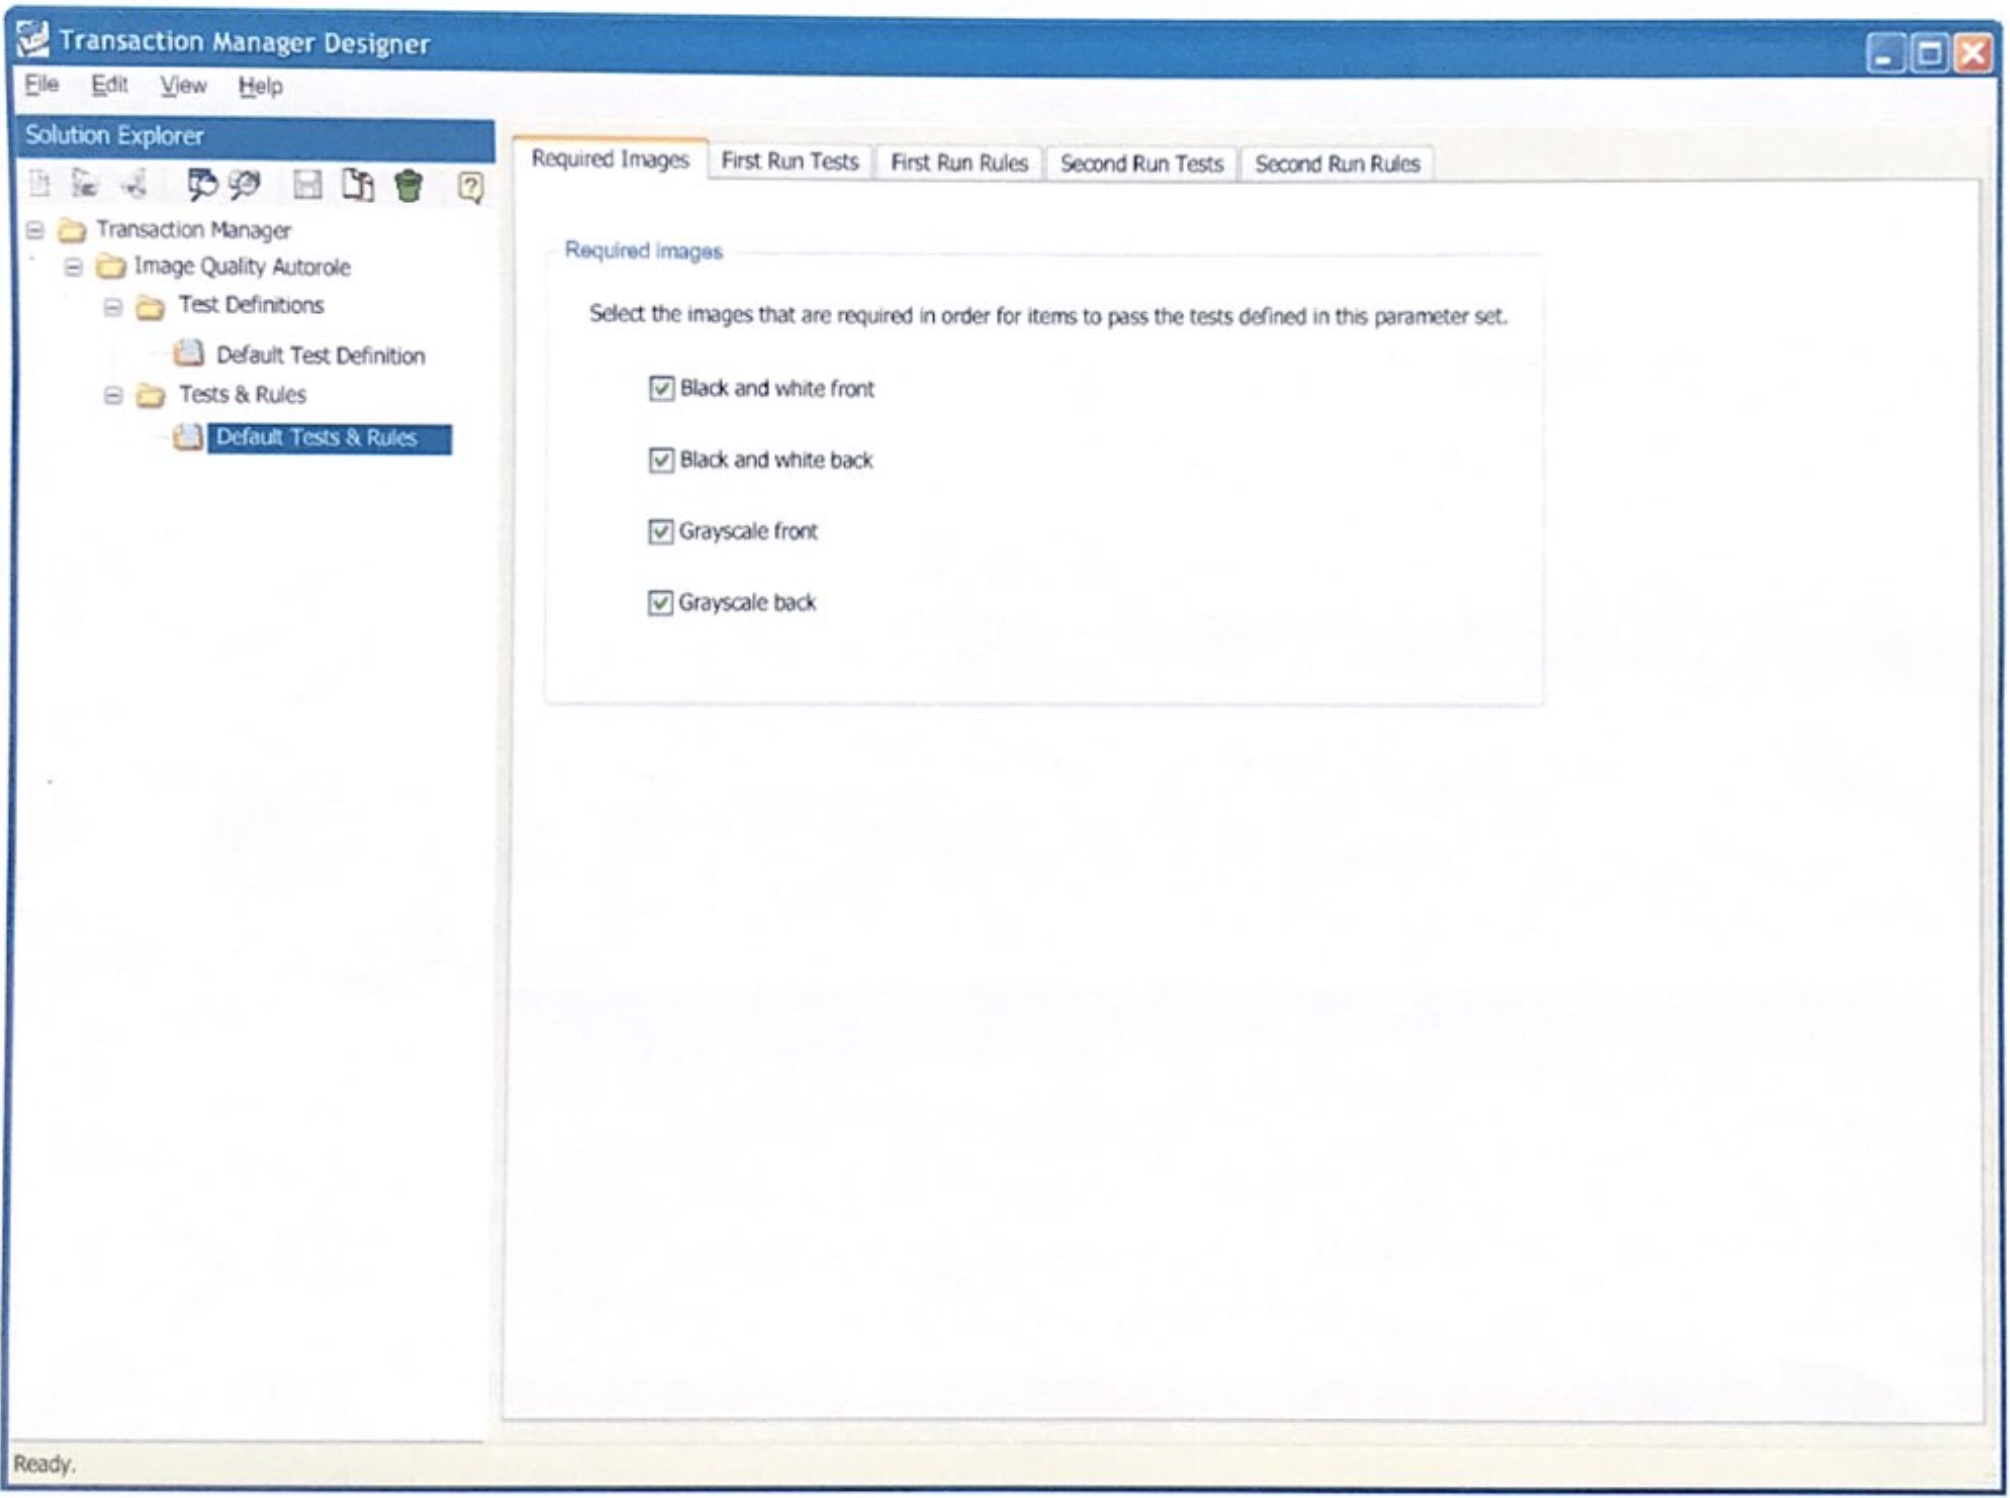 Transaction Manager Designer
File Edit View Help
Solution Explorer
Transaction Manager
Image Quality Autorole
Test Definitions
Default Test Definition
Tests & Rules
Default Tests & Rules
Required Images First Run Tests First Run Rules Second Run Tests Second Run Rules
Required images
Select the images that are required in order for items to pass the tests defined in this parameter set.
Black and white front
Black and white back
Grayscale front
Grayscale back
Ready.